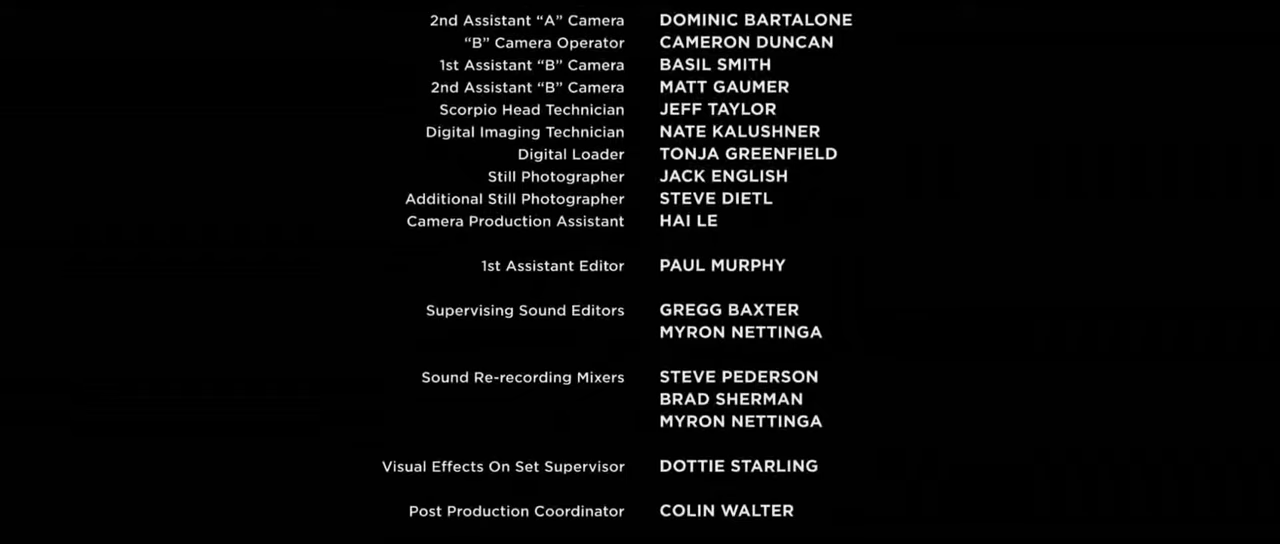 2nd Assistant “A” Camera DOMINIC BARTALONE
“B” Camera Operator CAMERON DUNCAN
1st Assistant “B” Camera BASIL SMITH
2nd Assistant “B” Camera MATT GAUMER
Scorpio Head Technician JEFF TAYLOR
Digital Imaging Technician NATE KALUSHNER
Digital Loader TONJA GREENFIELD
Still Photographer JACK ENGLISH
Additional Still Photographer STEVE DIETL
Camera Production Assistant HAI LE
1st Assistant Editor PAUL MURPHY
Supervising Sound Editors GREGG BAXTER
MYRON NETTINGA
Sound Re-recording Mixers STEVE PEDERSON
BRAD SHERMAN
MYRON NETTINGA
Visual Effects On Set Supervisor DOTTIE STARLING
Post Production Coordinator COLIN WALTER